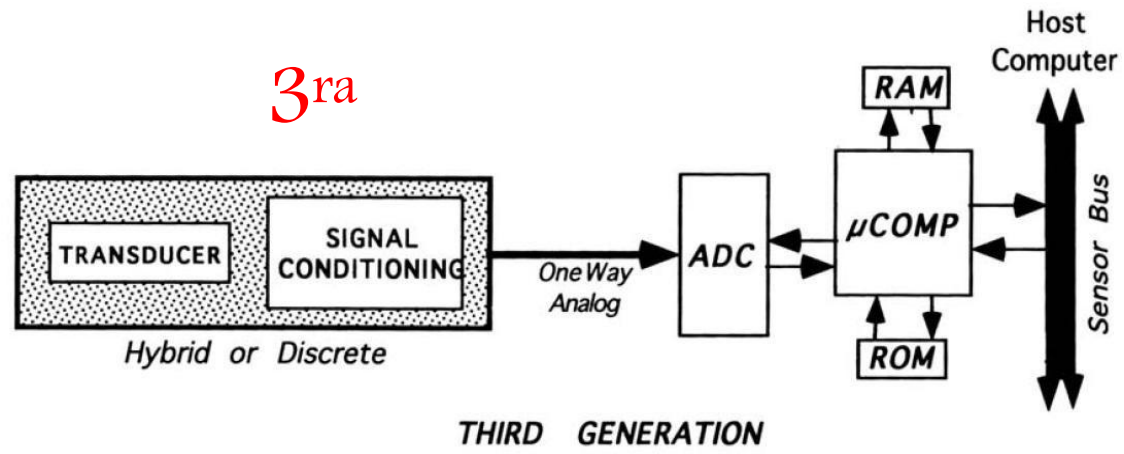 3ra
Host
Computer
RAM
TRANSDUCER
SIGNAL
CONDITIONING
One Way
Analog
ADC
µCOMP
Sensor Bus
Hybrid or Discrete
ROM
THIRD GENERATION